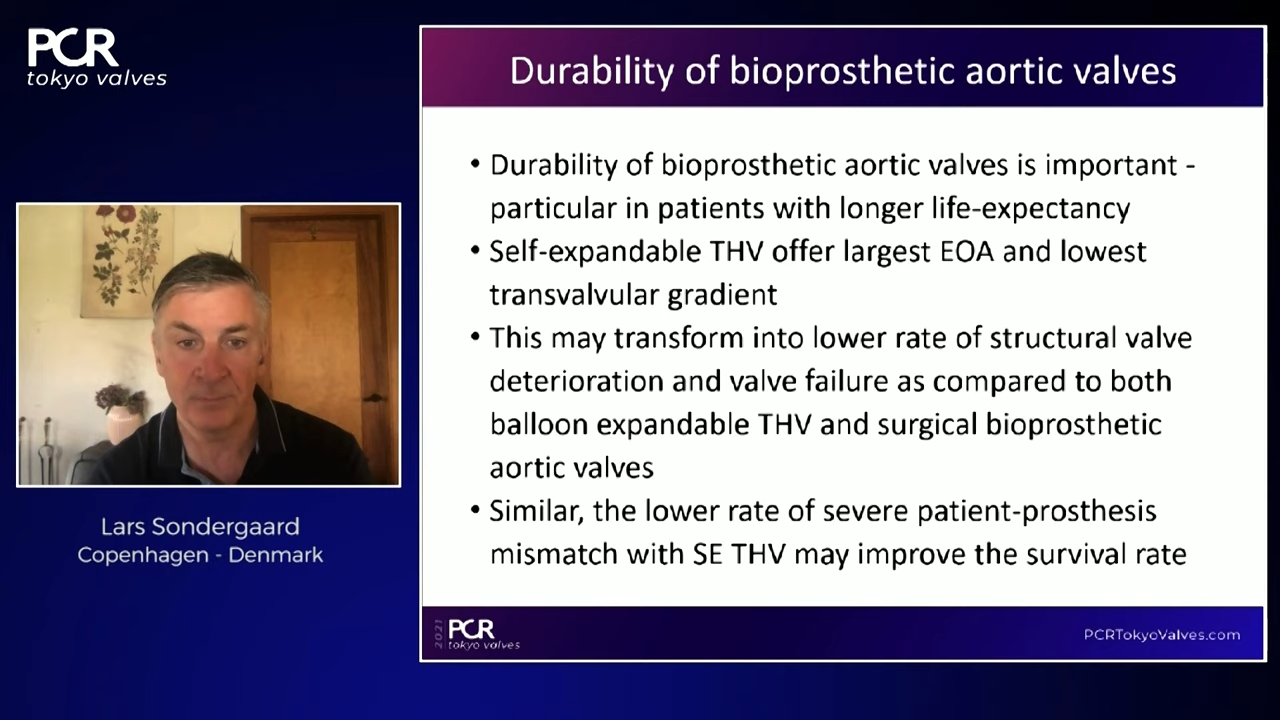 PCR
tokyo valves
Durability of bioprosthetic aortic valves
• Durability of bioprosthetic aortic valves is important -
particular in patients with longer life-expectancy
• Self-expandable THV offer largest EOA and lowest
transvalvular gradient
• This may transform into lower rate of structural valve
deterioration and valve failure as compared to both
balloon expandable THV and surgical bioprosthetic
aortic valves
• Similar, the lower rate of severe patient-prosthesis
mismatch with SE THV may improve the survival rate
Lars Sondergaard
Copenhagen - Denmark
2021
PCR
tokyo valves
PCRTokyoValves.com